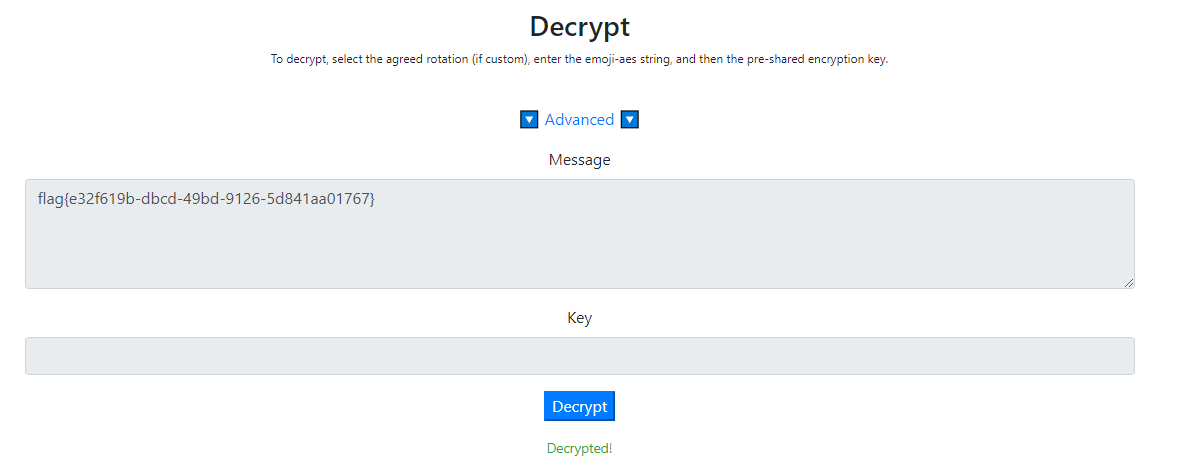 Decrypt
To decrypt, select the agreed rotation (if custom), enter the emoji-aes string, and then the pre-shared encryption key.
Advanced
Message
flag{e32f619b-dbcd-49bd-9126-5d841aa01767}
Key
Decrypt
Decrypted!